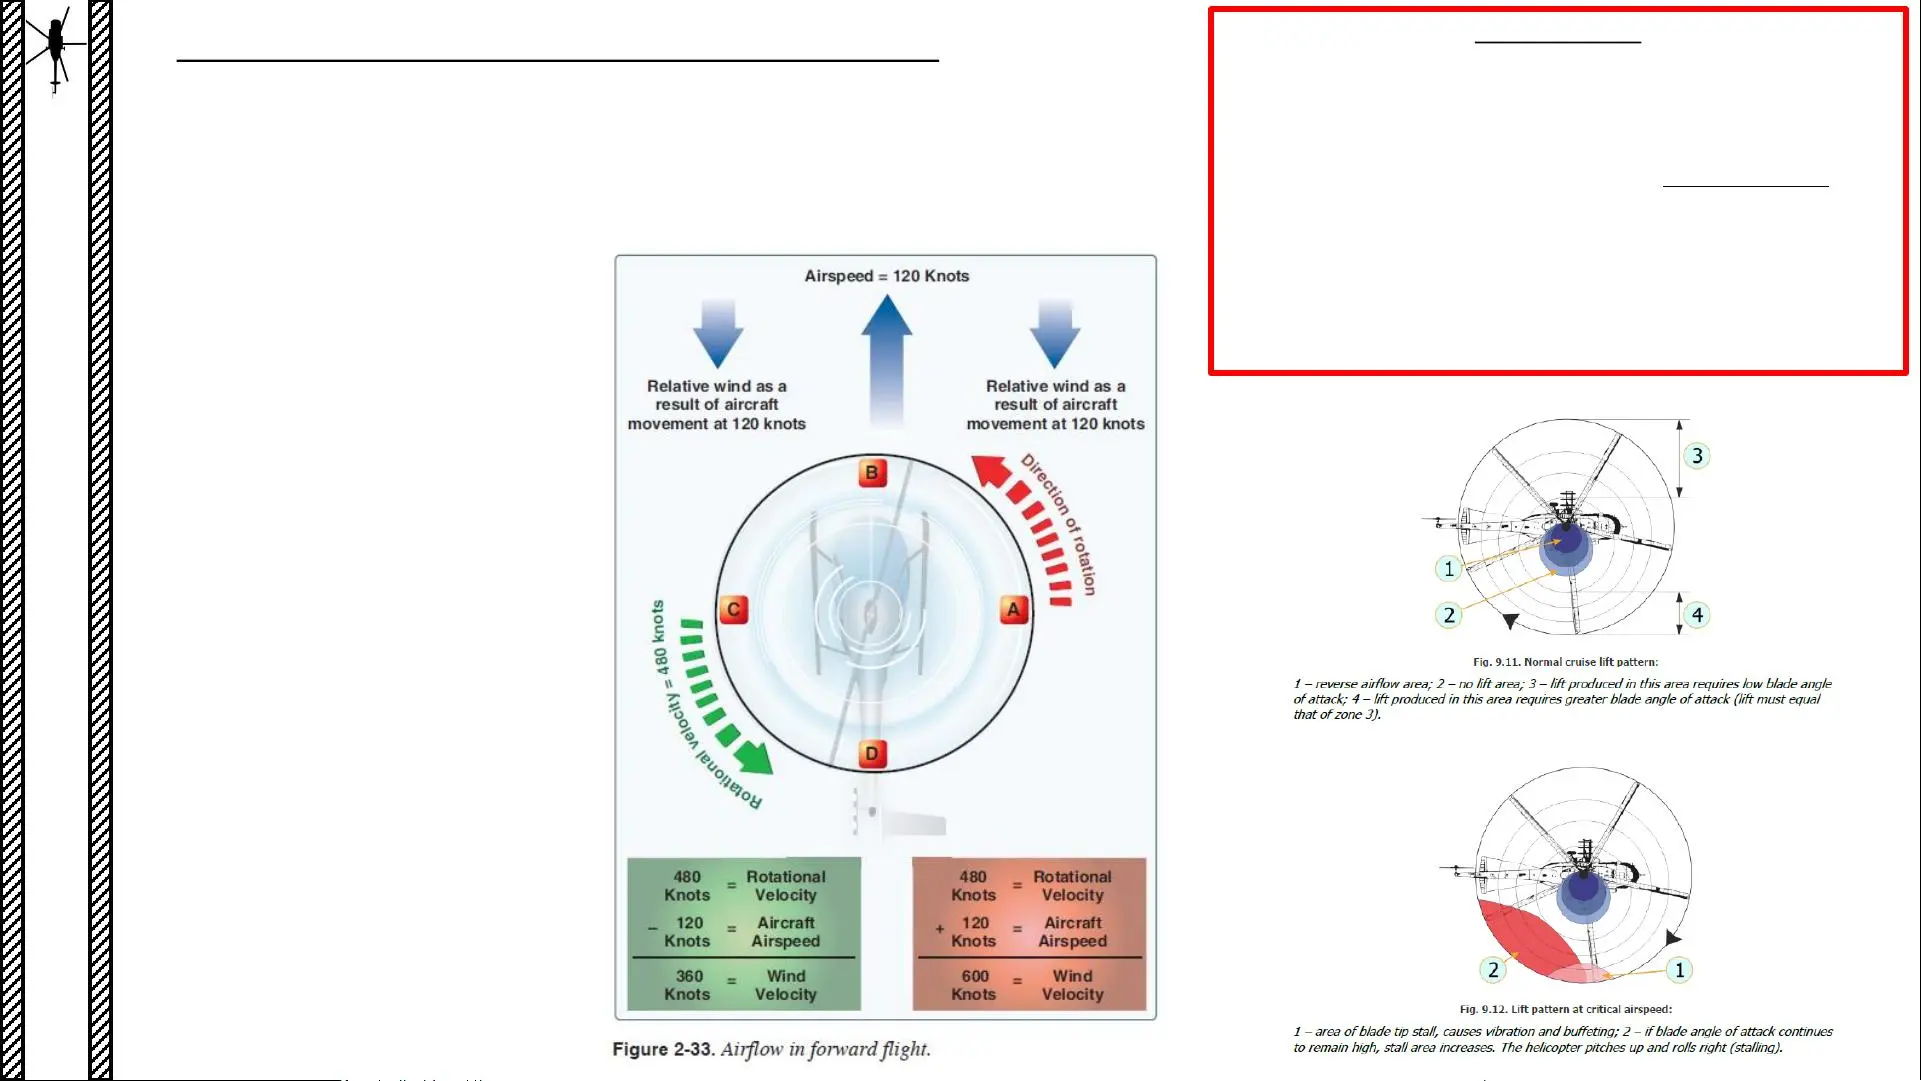 Airspeed = 120 Knots
Relative wind as a
result of aircraft
movement at 120 knots
Relative wind as a
result of aircraft
movement at 120 knots
Direction of rotation
Rotational velocity = 480 knots
B
C
A
D
480 Knots = Rotational Velocity
− 120 Knots = Aircraft Airspeed
360 Knots = Wind Velocity
480 Knots = Rotational Velocity
+ 120 Knots = Aircraft Airspeed
600 Knots = Wind Velocity
Figure 2-33. Airflow in forward flight.
3
1
2
4
Fig. 9.11. Normal cruise lift pattern:
1 – reverse airflow area; 2 – no lift area; 3 – lift produced in this area requires low blade angle
of attack; 4 – lift produced in this area requires greater blade angle of attack (lift must equal
that of zone 3).
2
1
Fig. 9.12. Lift pattern at critical airspeed:
1 – area of blade tip stall, causes vibration and buffeting; 2 – if blade angle of attack continues
to remain high, stall area increases. The helicopter pitches up and rolls right (stalling).